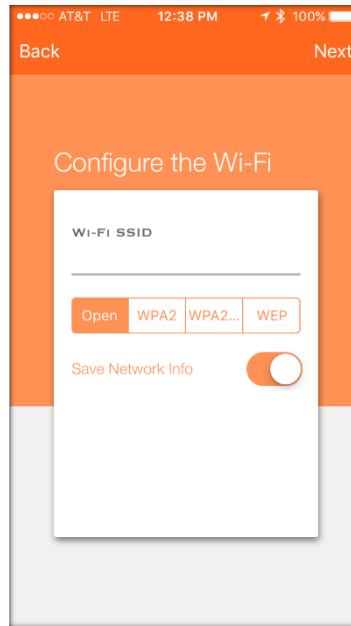 AT&T LTE 12:38 PM 100%
Back Next
Configure the Wi-Fi
Wi-Fi SSID
Open WPA2 WPA2... WEP
Save Network Info